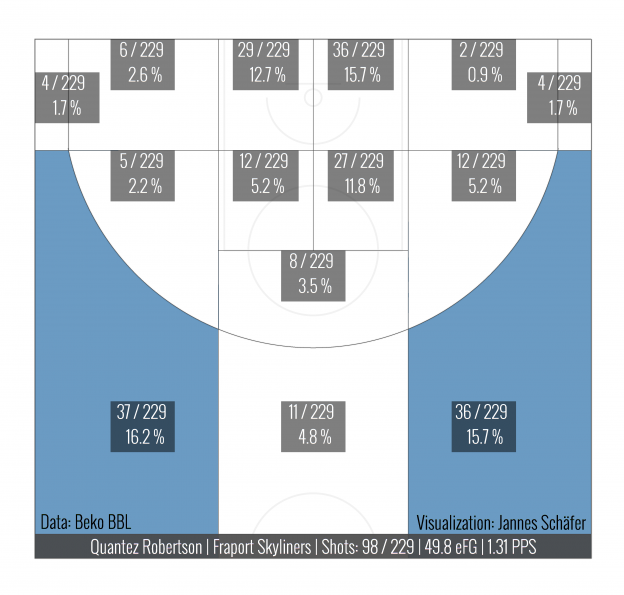 6 / 229
2.6 %
29 / 229
12.7 %
36 / 229
15.7 %
2 / 229
0.9 %
4 / 229
1.7 %
4 / 229
1.7 %
5 / 229
2.2 %
12 / 229
5.2 %
27 / 229
11.8 %
12 / 229
5.2 %
8 / 229
3.5 %
37 / 229
16.2 %
11 / 229
4.8 %
36 / 229
15.7 %
Data: Beko BBL
Visualization: Jannes Schäfer
Quantez Robertson | Fraport Skyliners | Shots: 98 / 229 | 49.8 eFG | 1.31 PPS